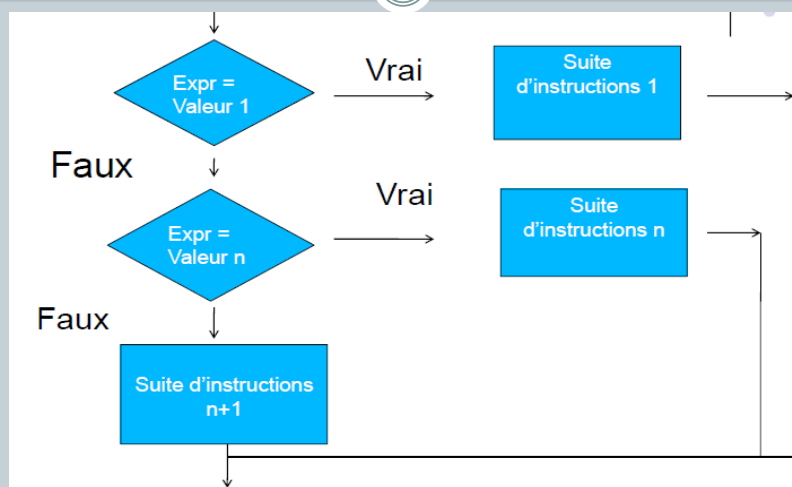 Expr =
Valeur 1
Vrai
Suite
d'instructions 1
Faux
Expr =
Valeur n
Vrai
Suite
d'instructions n
Faux
Suite d'instructions
n+1